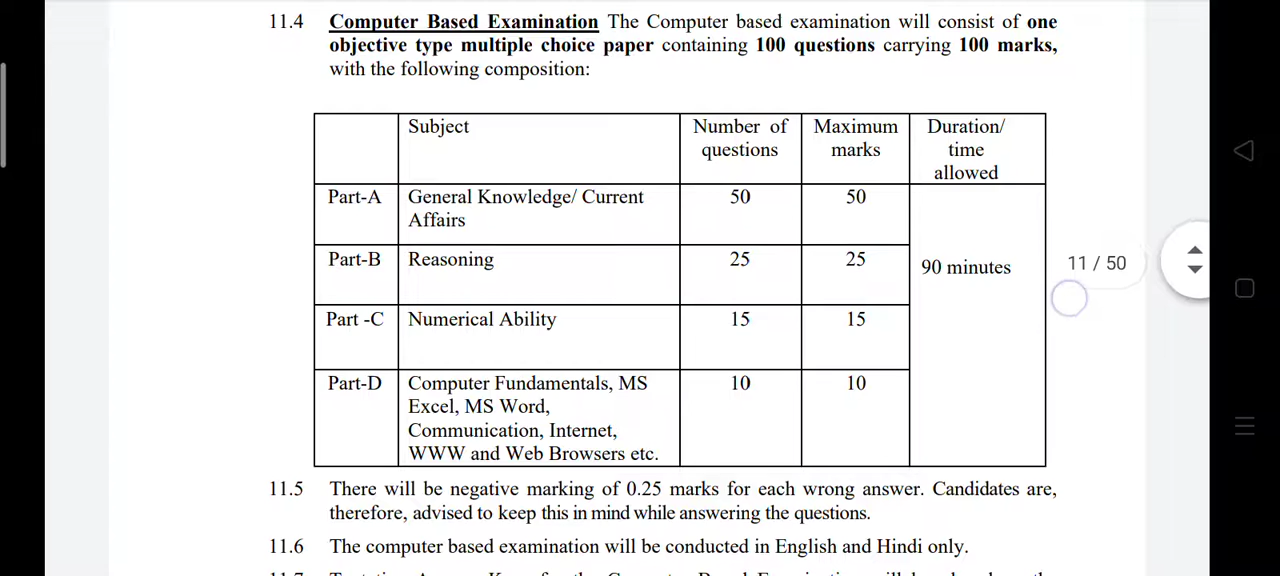 11.4 Computer Based Examination The Computer based examination will consist of one
objective type multiple choice paper containing 100 questions carrying 100 marks,
with the following composition:
Subject Number of questions Maximum marks Duration/ time allowed
Part-A General Knowledge/ Current Affairs 50 50
Part-B Reasoning 25 25
90 minutes
11 / 50
Part -C Numerical Ability 15 15
Part-D Computer Fundamentals, MS 10 10
Excel, MS Word,
Communication, Internet,
WWW and Web Browsers etc.
11.5 There will be negative marking of 0.25 marks for each wrong answer. Candidates are,
therefore, advised to keep this in mind while answering the questions.
11.6 The computer based examination will be conducted in English and Hindi only.